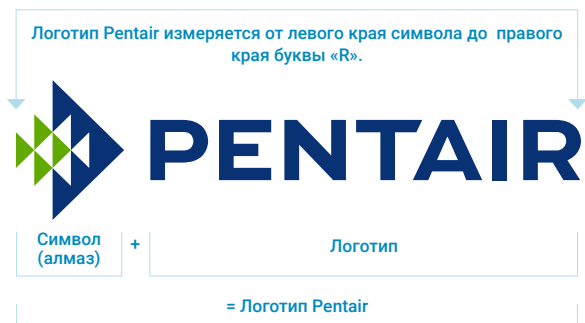 Логотип Pentair измеряется от левого края символа до правого
края буквы «R».
PENTAIR
Символ
(алмаз)
+
Логотип
= Логотип Pentair